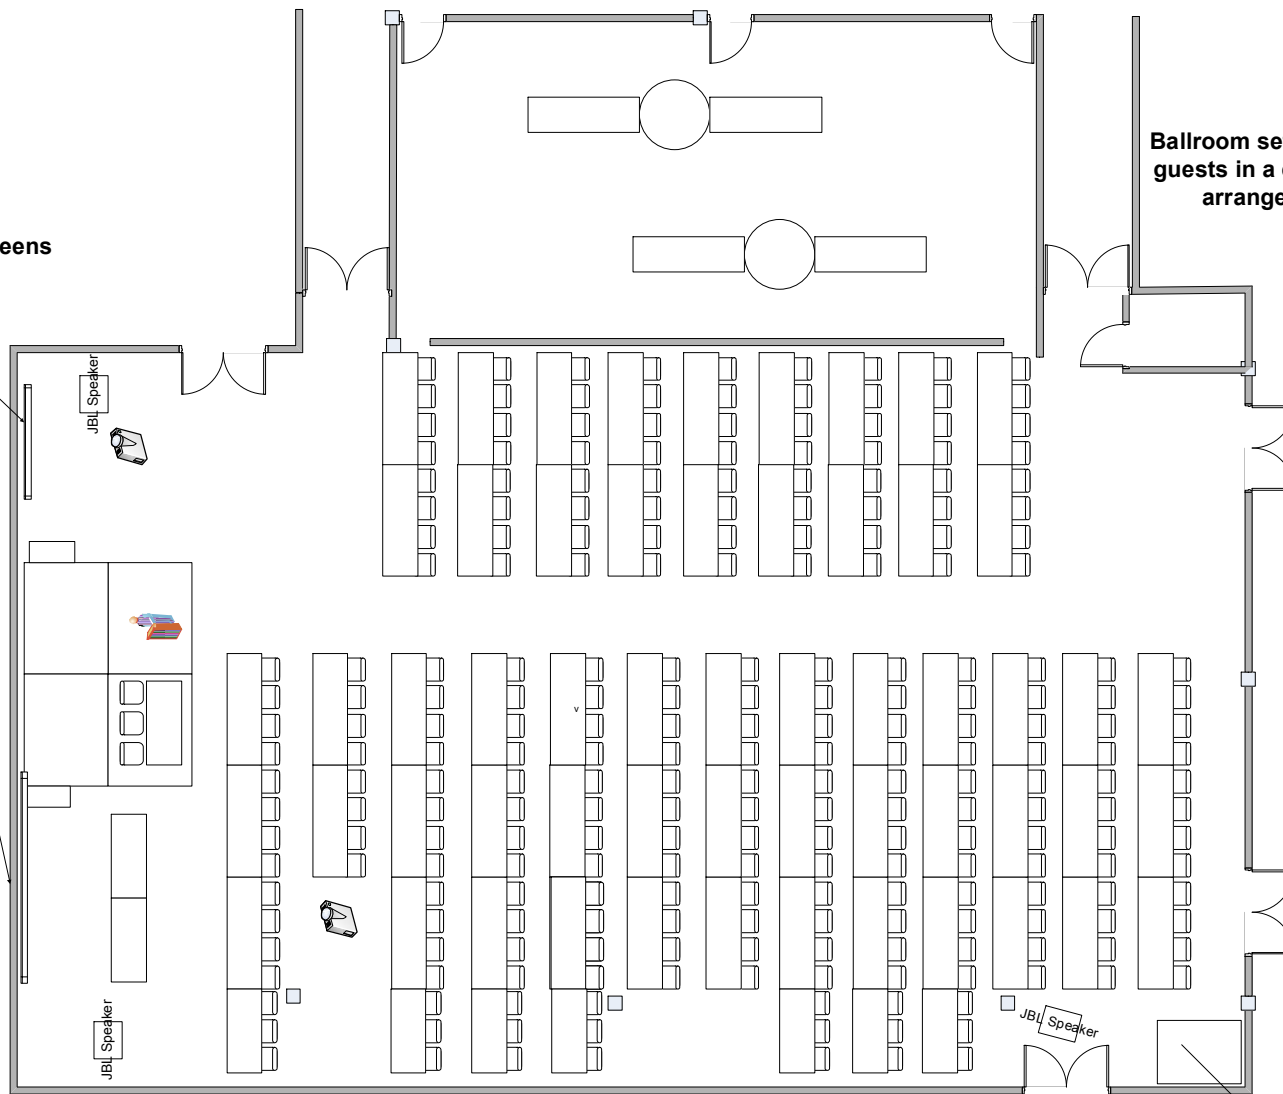 Ballroom se
guests in a
arrange
eens
JBL Speaker
v
JBL Speaker
JBL Speaker